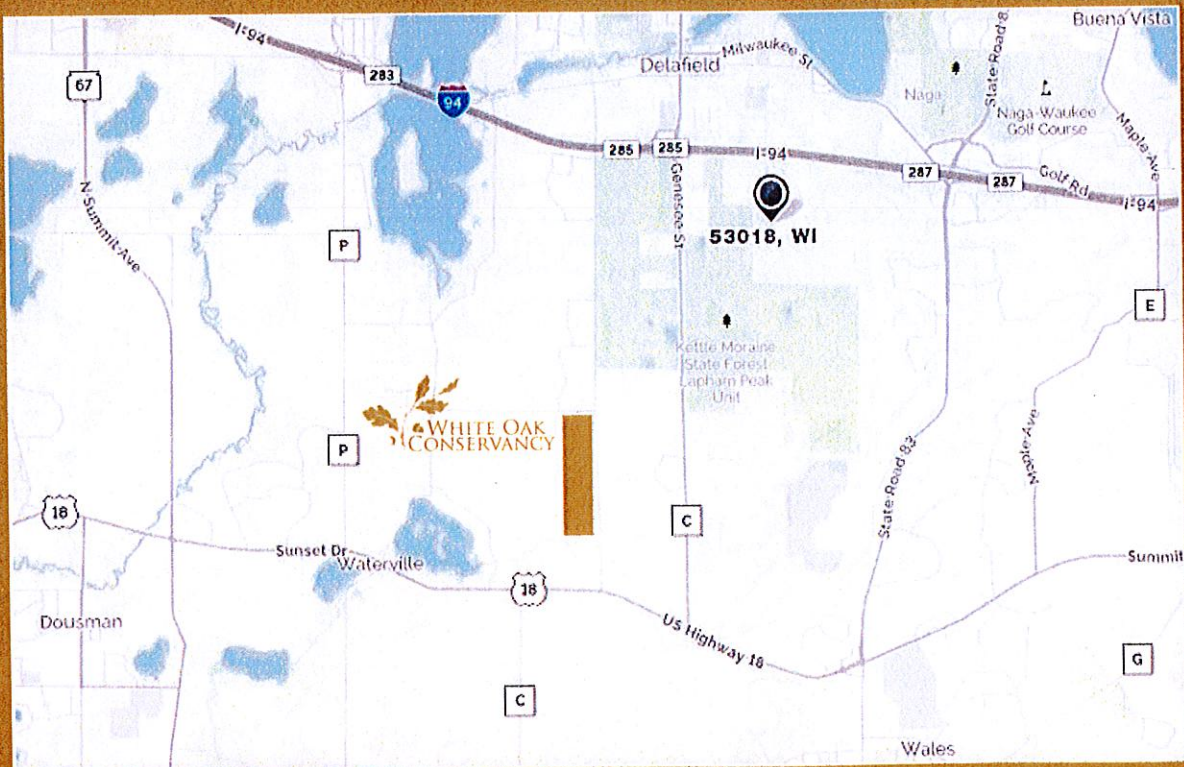 Buena Vista
I-94
67
283
94
Delafield
Milwaukee St
State Road 8
Naga
Naga-Waukee
Golf Course
Maple Ave
285
285
I-94
287
287
Golf Rd
I-94
N Summit Ave
Genesee St
P
53018, WI
E
Kettle Moraine
State Forest
Lapham Peak
Unit
WHITE OAK
CONSERVANCY
P
State Road 83
Maple Ave
18
C
Sunset Dr
Waterville
18
Summit
Dousman
US Highway 18
G
C
Wales